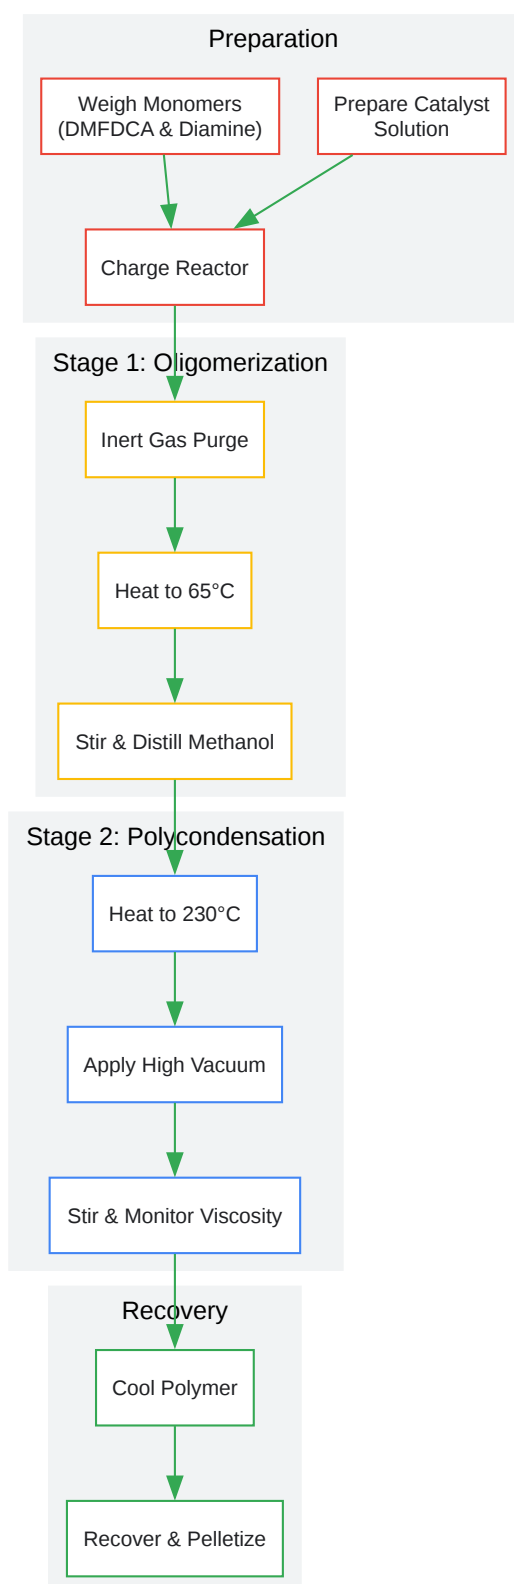 Preparation
Weigh Monomers
(DMFDCA & Diamine)
Prepare Catalyst
Solution
Charge Reactor
Stage 1: Oligomerization
Inert Gas Purge
Heat to 65°C
Stir & Distill Methanol
Stage 2: Polycondensation
Heat to 230°C
Apply High Vacuum
Stir & Monitor Viscosity
Recovery
Cool Polymer
Recover & Pelletize